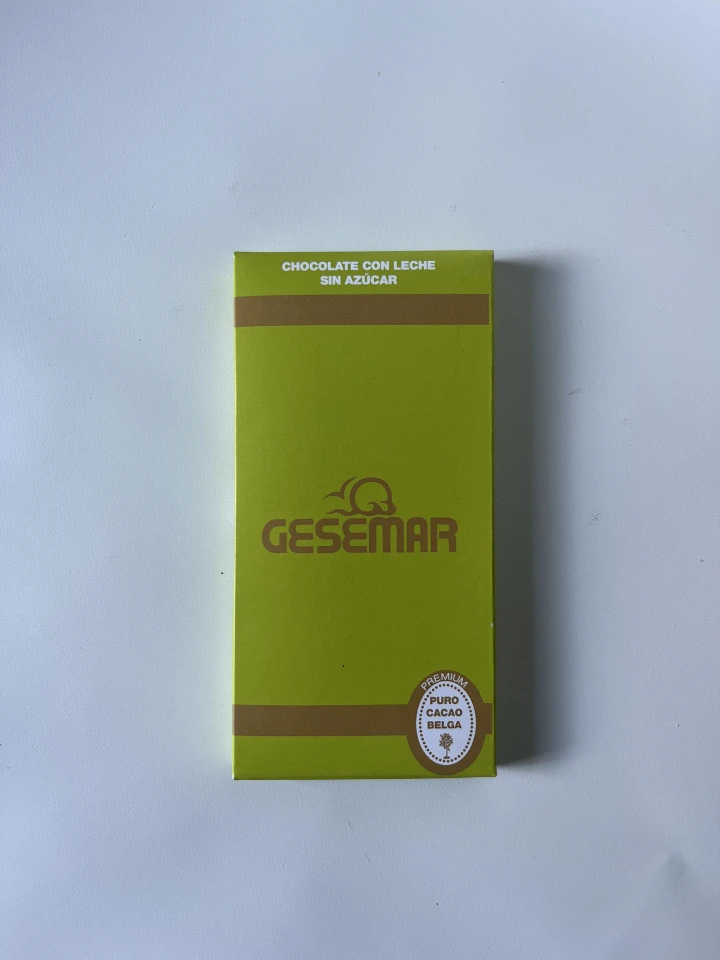 CHOCOLATE CON LECHE
SIN AZÚCAR
GESEMAR
PREMIUM
PURO
CACAO
BELGA